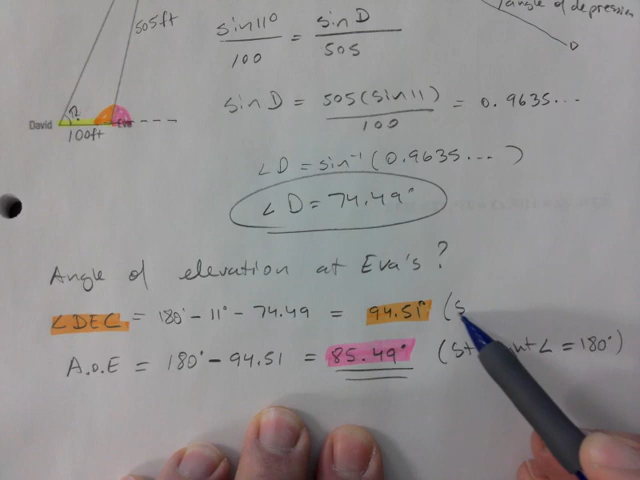 505ft
sin11° / 100 = sin D / 505
angle of depression
D
David
?
Eva
100ft
sin D = 505(sin11) / 100 = 0.9635...
∠D = sin⁻¹(0.9635...)
∠D = 74.49°
Angle of elevation at Eva's?
∠DEC = 180° - 11° - 74.49 = 94.51° (s
A.o.E = 180° - 94.51 = 85.49° (st ∠ = 180°)